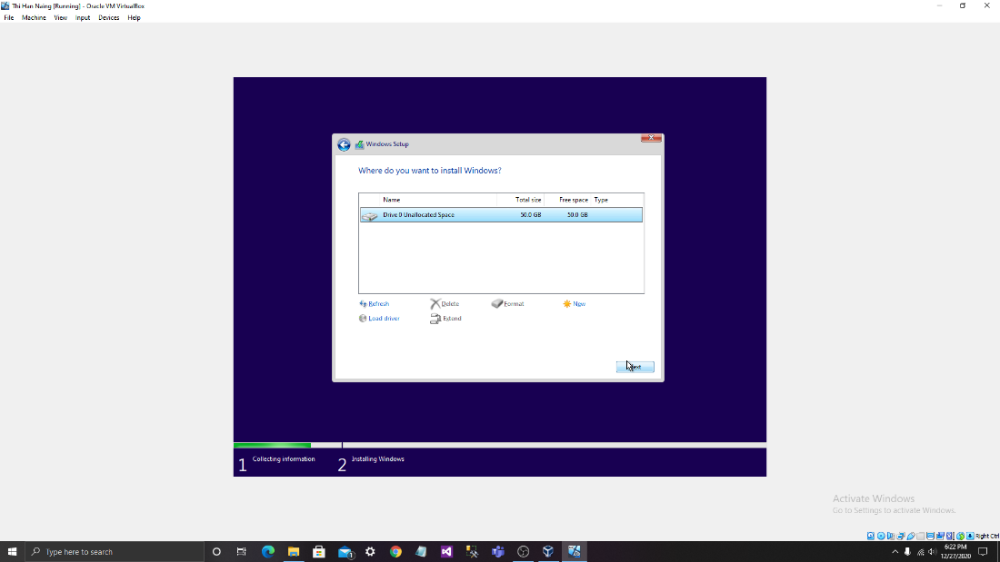 Thi Han Naing [Running] - Oracle VM VirtualBox
File Machine View Input Devices Help
Windows Setup
Where do you want to install Windows?
Name Total size Free space Type
Drive 0 Unallocated Space 50.0 GB 50.0 GB
Refresh Delete Format New
Load driver Extend
1 Collecting information 2 Installing Windows
Activate Windows
Go to Settings to activate Windows.
Right Ctrl
Type here to search
6:22 PM
12/27/2020